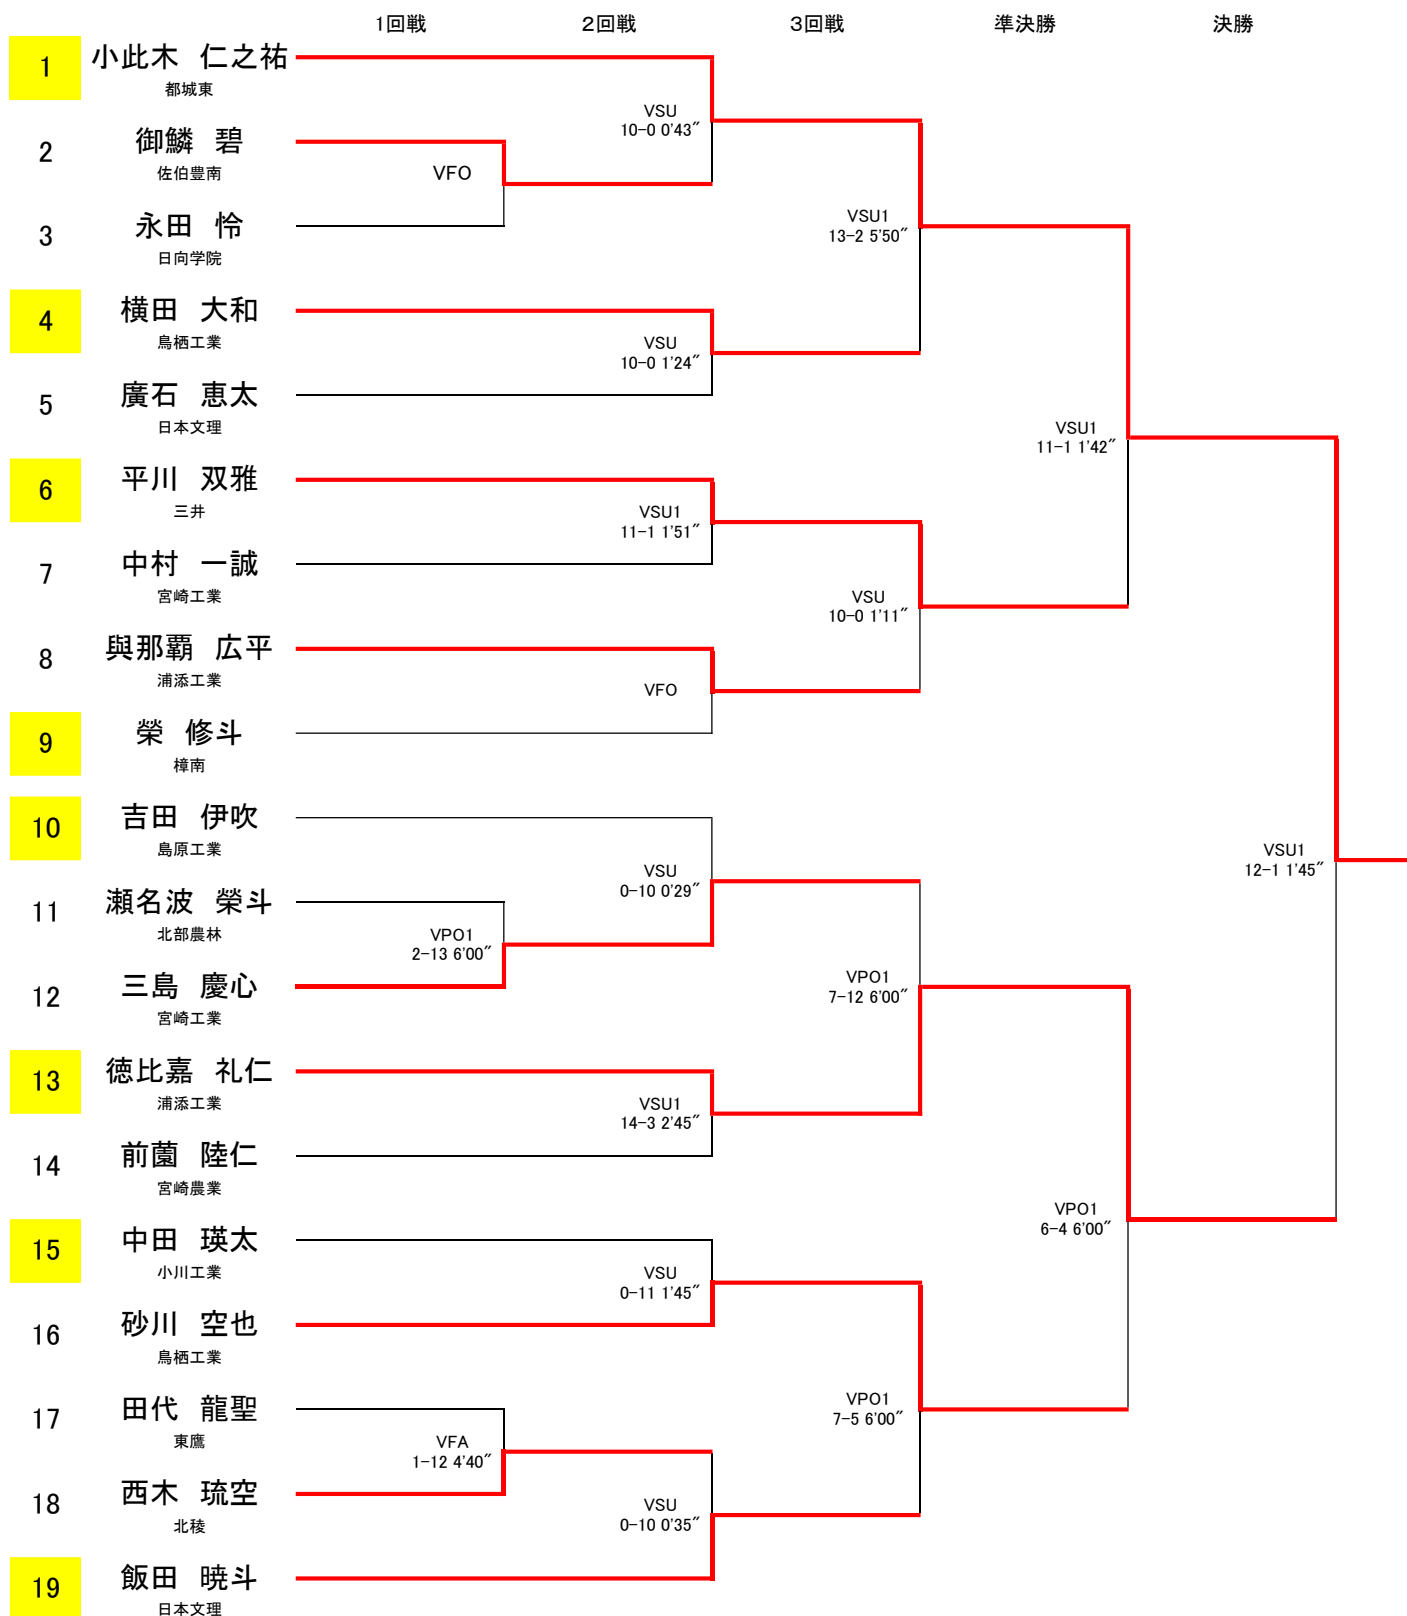 1回戦 2回戦 3回戦 準決勝 決勝
1 小此木 仁之祐
都城東
VSU
10-0 0'43"
2 御鱗 碧
佐伯豊南
VFO
3 永田 怜
日向学院
VSU1
13-2 5'50"
4 横田 大和
鳥栖工業
VSU
10-0 1'24"
5 廣石 恵太
日本文理
VSU1
11-1 1'42"
6 平川 双雅
三井
VSU1
11-1 1'51"
7 中村 一誠
宮崎工業
VSU
10-0 1'11"
8 與那覇 広平
浦添工業
VFO
9 榮 修斗
樟南
10 吉田 伊吹
島原工業
VSU1
12-1 1'45"
VSU
0-10 0'29"
11 瀬名波 榮斗
北部農林
VPO1
2-13 6'00"
12 三島 慶心
宮崎工業
VPO1
7-12 6'00"
13 徳比嘉 礼仁
浦添工業
VSU1
14-3 2'45"
14 前薗 陸仁
宮崎農業
VPO1
6-4 6'00"
15 中田 瑛太
小川工業
VSU
0-11 1'45"
16 砂川 空也
鳥栖工業
VPO1
7-5 6'00"
17 田代 龍聖
東鷹
VFA
1-12 4'40"
18 西木 琉空
北稜
VSU
0-10 0'35"
19 飯田 暁斗
日本文理